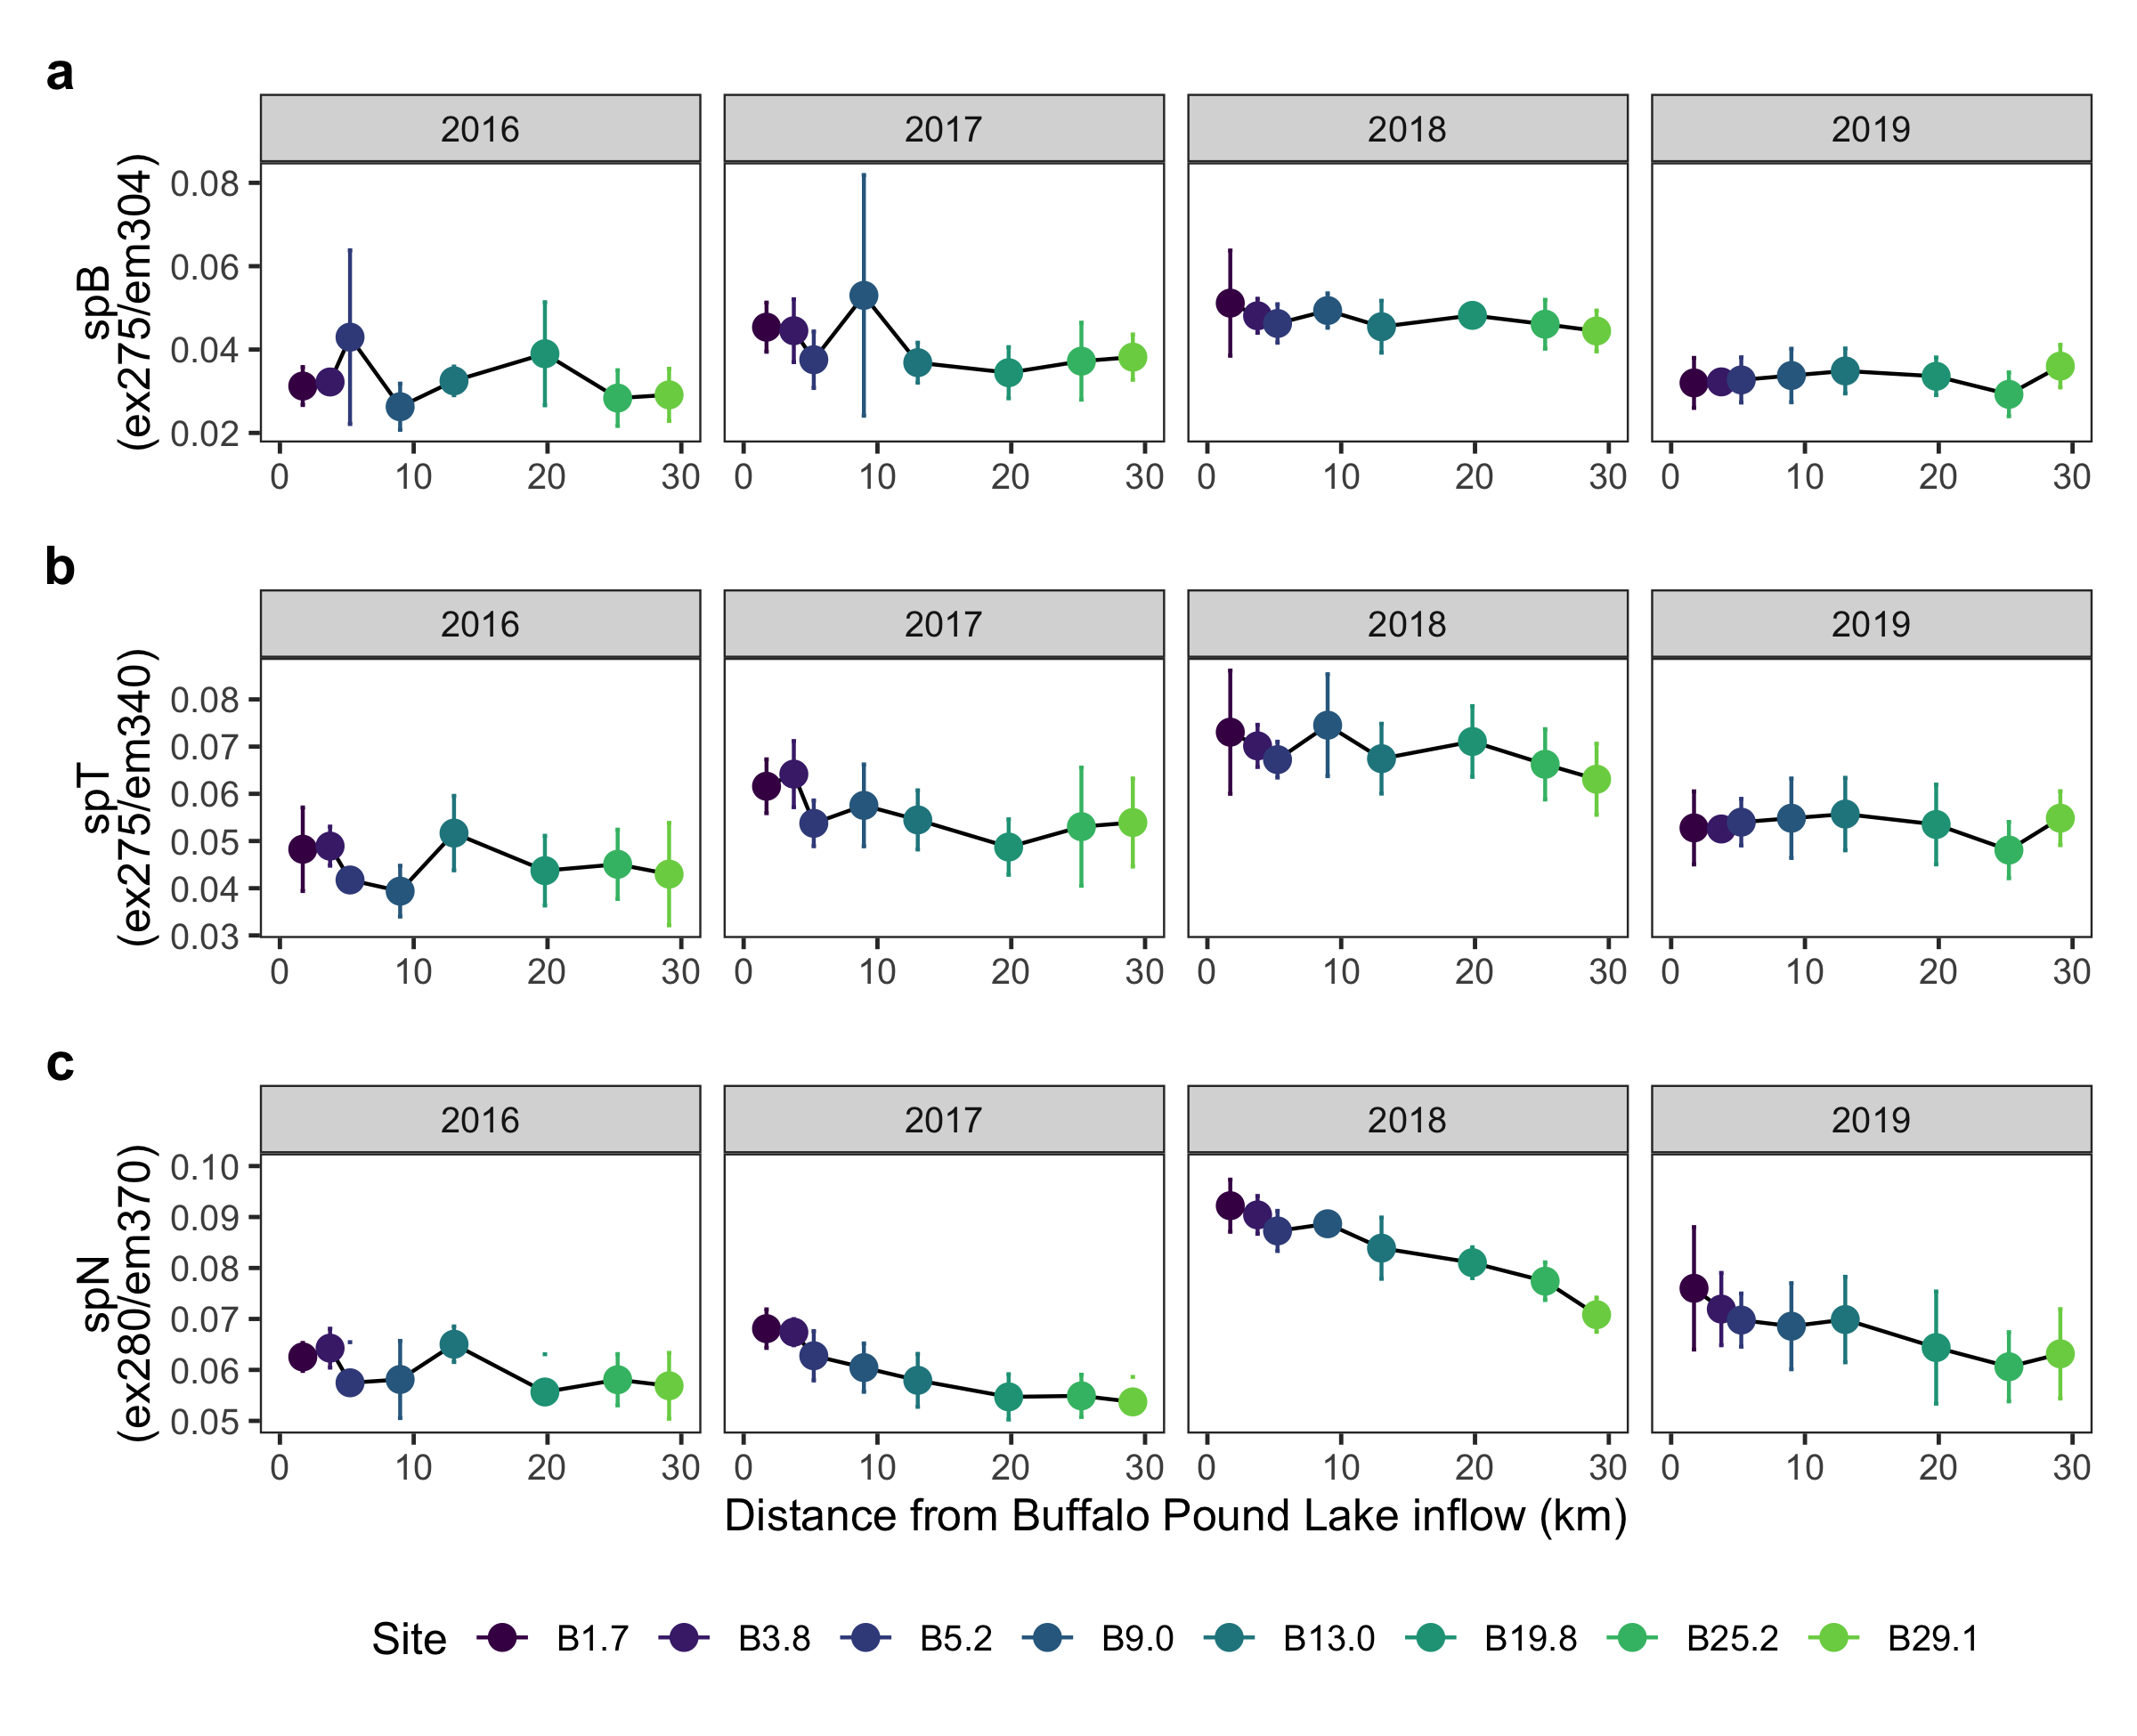 a
2016 2017 2018 2019
spB
(ex275/em304)
0.08
0.06
0.04
0.02
0 10 20 30 0 10 20 30 0 10 20 30 0 10 20 30
b
2016 2017 2018 2019
spT
(ex275/em340)
0.08
0.07
0.06
0.05
0.04
0.03
0 10 20 30 0 10 20 30 0 10 20 30 0 10 20 30
c
2016 2017 2018 2019
spN
(ex280/em370)
0.10
0.09
0.08
0.07
0.06
0.05
0 10 20 30 0 10 20 30 0 10 20 30 0 10 20 30
Distance from Buffalo Pound Lake inflow (km)
Site B1.7 B3.8 B5.2 B9.0 B13.0 B19.8 B25.2 B29.1